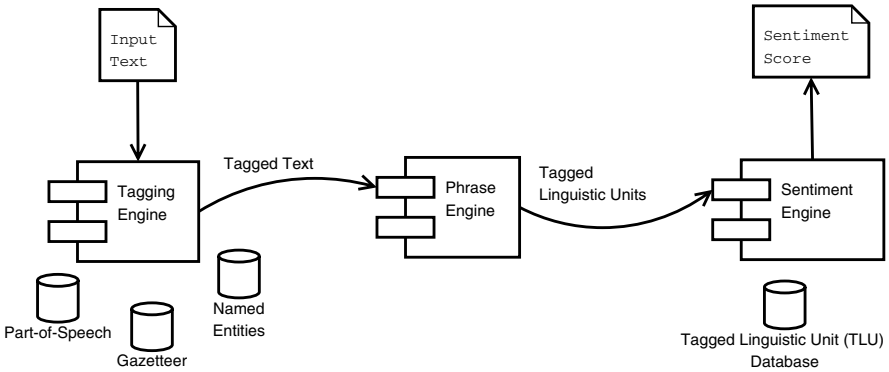 Input
Text
Sentiment
Score
Tagging
Engine
Tagged Text
Phrase
Engine
Tagged
Linguistic Units
Sentiment
Engine
Part-of-Speech
Gazetteer
Named
Entities
Tagged Linguistic Unit (TLU)
Database